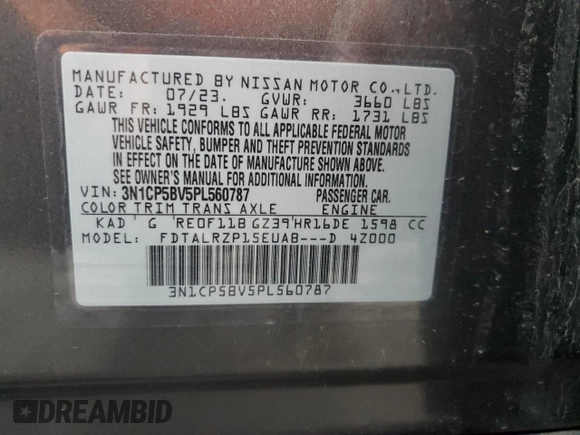 MANUFACTURED BY NISSAN MOTOR CO.,LTD.
DATE: 07/23. GVWR: 3660 LBS
GAWR FR: 1929 LBS GAWR RR: 1731 LBS
THIS VEHICLE CONFORMS TO ALL APPLICABLE FEDERAL MOTOR
VEHICLE SAFETY, BUMPER AND THEFT PREVENTION STANDARDS
IN EFFECT ON THE DATE OF MANUFACTURE SHOWN ABOVE.
SEE OWNER'S MANUAL FOR ADDITIONAL INFORMATION.
VIN: 3N1CP5BV5PL560787 PASSENGER CAR.
COLOR TRIM TRANS AXLE ENGINE
KAD G RE0F11B GZ39 HR16DE 1598 CC
MODEL: FDTALRZP15EUAB---D 4Z000
3N1CP5BV5PL560787
DREAMBID